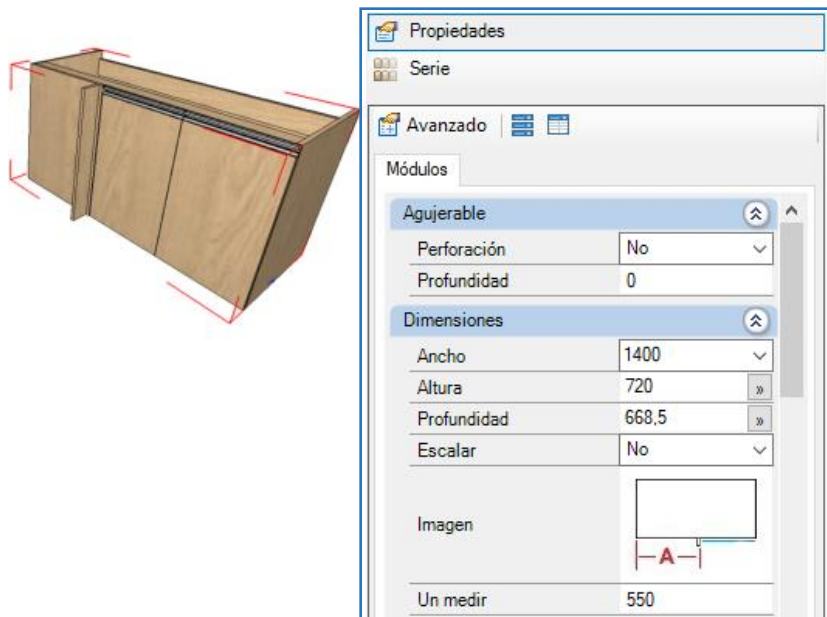 Propiedades
Serie
Avanzado
Módulos
Agujerable
Perforación No
Profundidad 0
Dimensiones
Ancho 1400
Altura 720 »
Profundidad 668,5 »
Escalar No
Imagen
A
Un medir 550